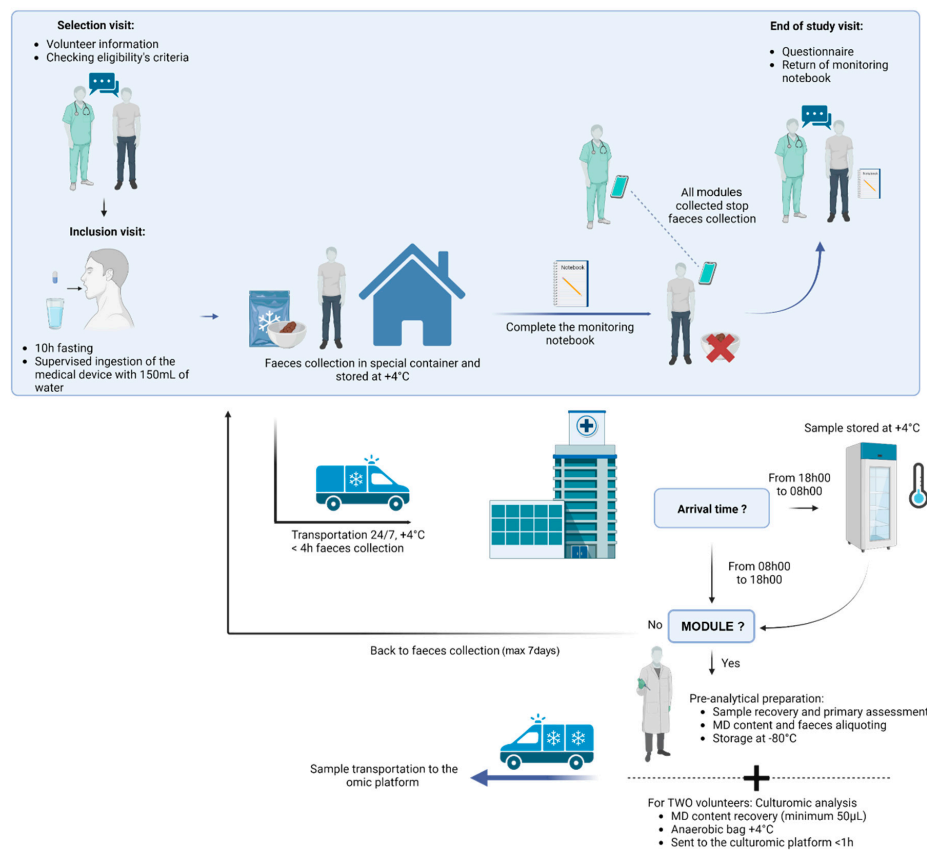 Selection visit:
• Volunteer information
• Checking eligibility's criteria
End of study visit:
• Questionnaire
• Return of monitoring
notebook
All modules
collected stop
faeces collection
Inclusion visit:
• 10h fasting
• Supervised ingestion of the
medical device with 150mL of
water
Faeces collection in special container and
stored at +4°C
Notebook
Complete the monitoring
notebook
Sample stored at +4°C
Transportation 24/7, +4°C
< 4h faeces collection
Arrival time ?
From 18h00
to 08h00
From 08h00
to 18h00
No
MODULE ?
Back to faeces collection (max 7days)
Yes
Pre-analytical preparation:
• Sample recovery and primary assessment
• MD content and faeces aliquoting
• Storage at -80°C
Sample transportation to the
omic platform
For TWO volunteers: Culturomic analysis
• MD content recovery (minimum 50µL)
• Anaerobic bag +4°C
• Sent to the culturomic platform <1h